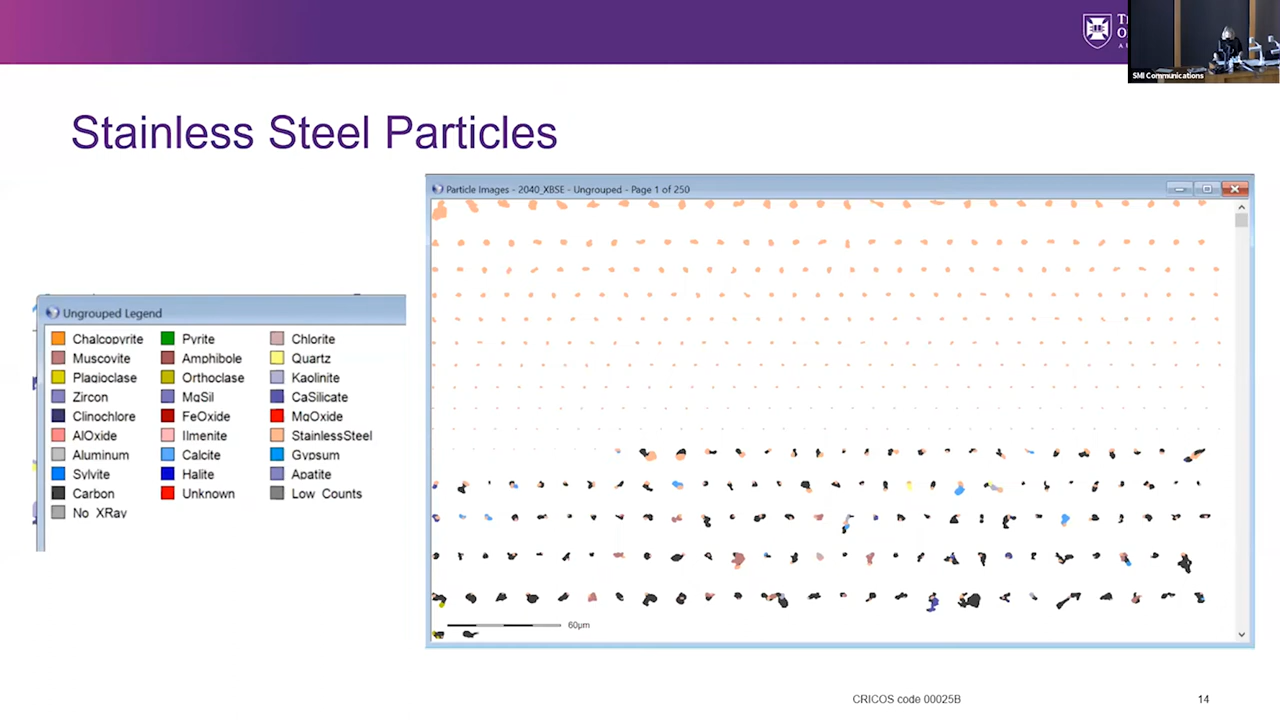 SMI Communications
Stainless Steel Particles
Particle Images - 2040_XBSE - Ungrouped - Page 1 of 250
Ungrouped Legend
Chalcopyrite Pyrite Chlorite
Muscovite Amphibole Quartz
Plagioclase Orthoclase Kaolinite
Zircon MgSil CaSilicate
Clinochlore FeOxide MgOxide
AlOxide Ilmenite StainlessSteel
Aluminum Calcite Gypsum
Sylvite Halite Apatite
Carbon Unknown Low Counts
No XRay
60µm
CRICOS code 00025B
14